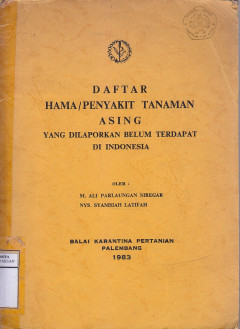 DAFTAR
HAMA/PENYAKIT TANAMAN
ASING
YANG DILAPORKAN BELUM TERDAPAT
DI INDONESIA
OLEH :
M. ALI PARLAUNGAN SIREGAR
NYS. SYAMSIAH LATIFAH
BALAI KARANTINA PERTANIAN
PALEMBANG
1983